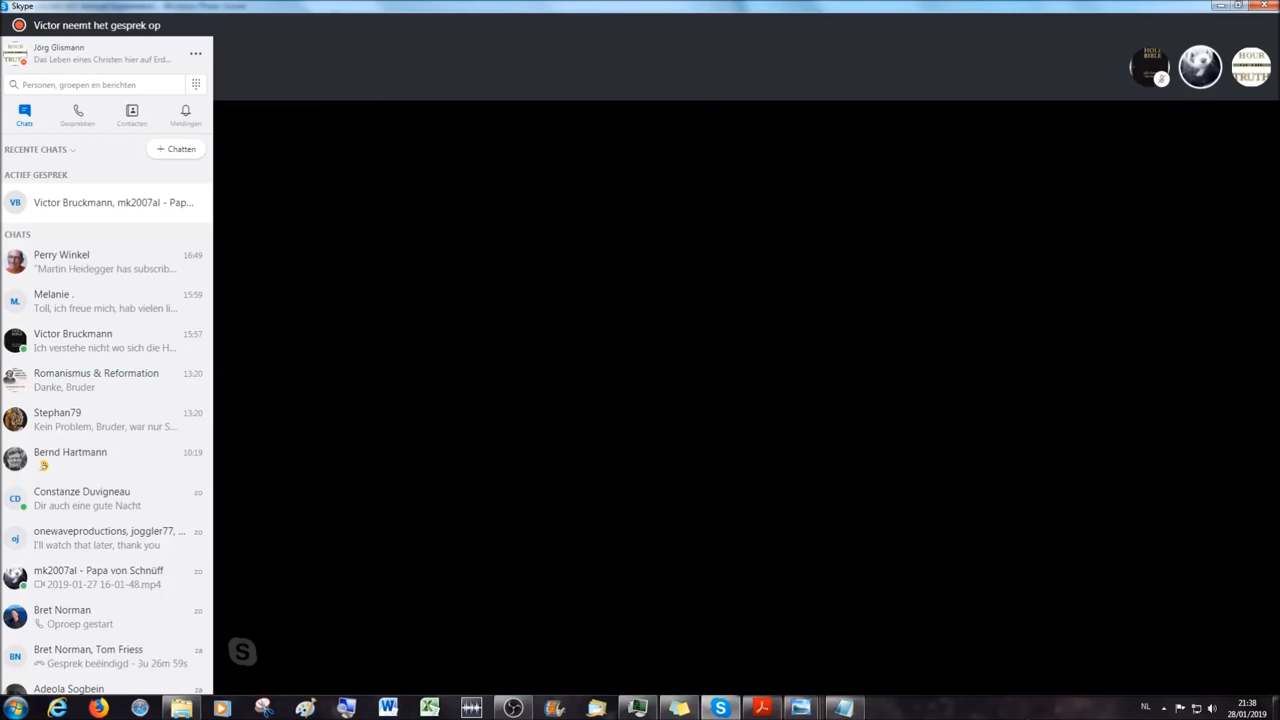 Skype
Victor neemt het gesprek op
Jörg Glismann
Das Leben eines Christen hier auf Erd...
Personen, groepen en berichten
Chats
Gesprekken
Contacten
Meldingen
RECENTE CHATS
Chatten
ACTIEF GESPREK
VB
Victor Bruckmann, mk2007al - Pap...
CHATS
Perry Winkel 16:49
"Martin Heidegger has subscrib...
M.
Melanie . 15:59
Toll, ich freue mich, hab vielen li...
Victor Bruckmann 15:57
Ich verstehe nicht wo sich die H...
Romanismus & Reformation 13:20
Danke, Bruder
Stephan79 13:20
Kein Problem, Bruder, war nur S...
Bernd Hartmann 10:19
CD
Constanze Duvigneau zo
Dir auch eine gute Nacht
oj
onewaveproductions, joggler77, ... zo
I'll watch that later, thank you
mk2007al - Papa von Schnüff zo
2019-01-27 16-01-48.mp4
Bret Norman zo
Oproep gestart
BN
Bret Norman, Tom Friess za
Gesprek beëindigd - 3u 26m 59s
Adeola Sogbein za
HOLY
BIBLE
HOUR
TRUTH
NL
21:38
28/01/2019